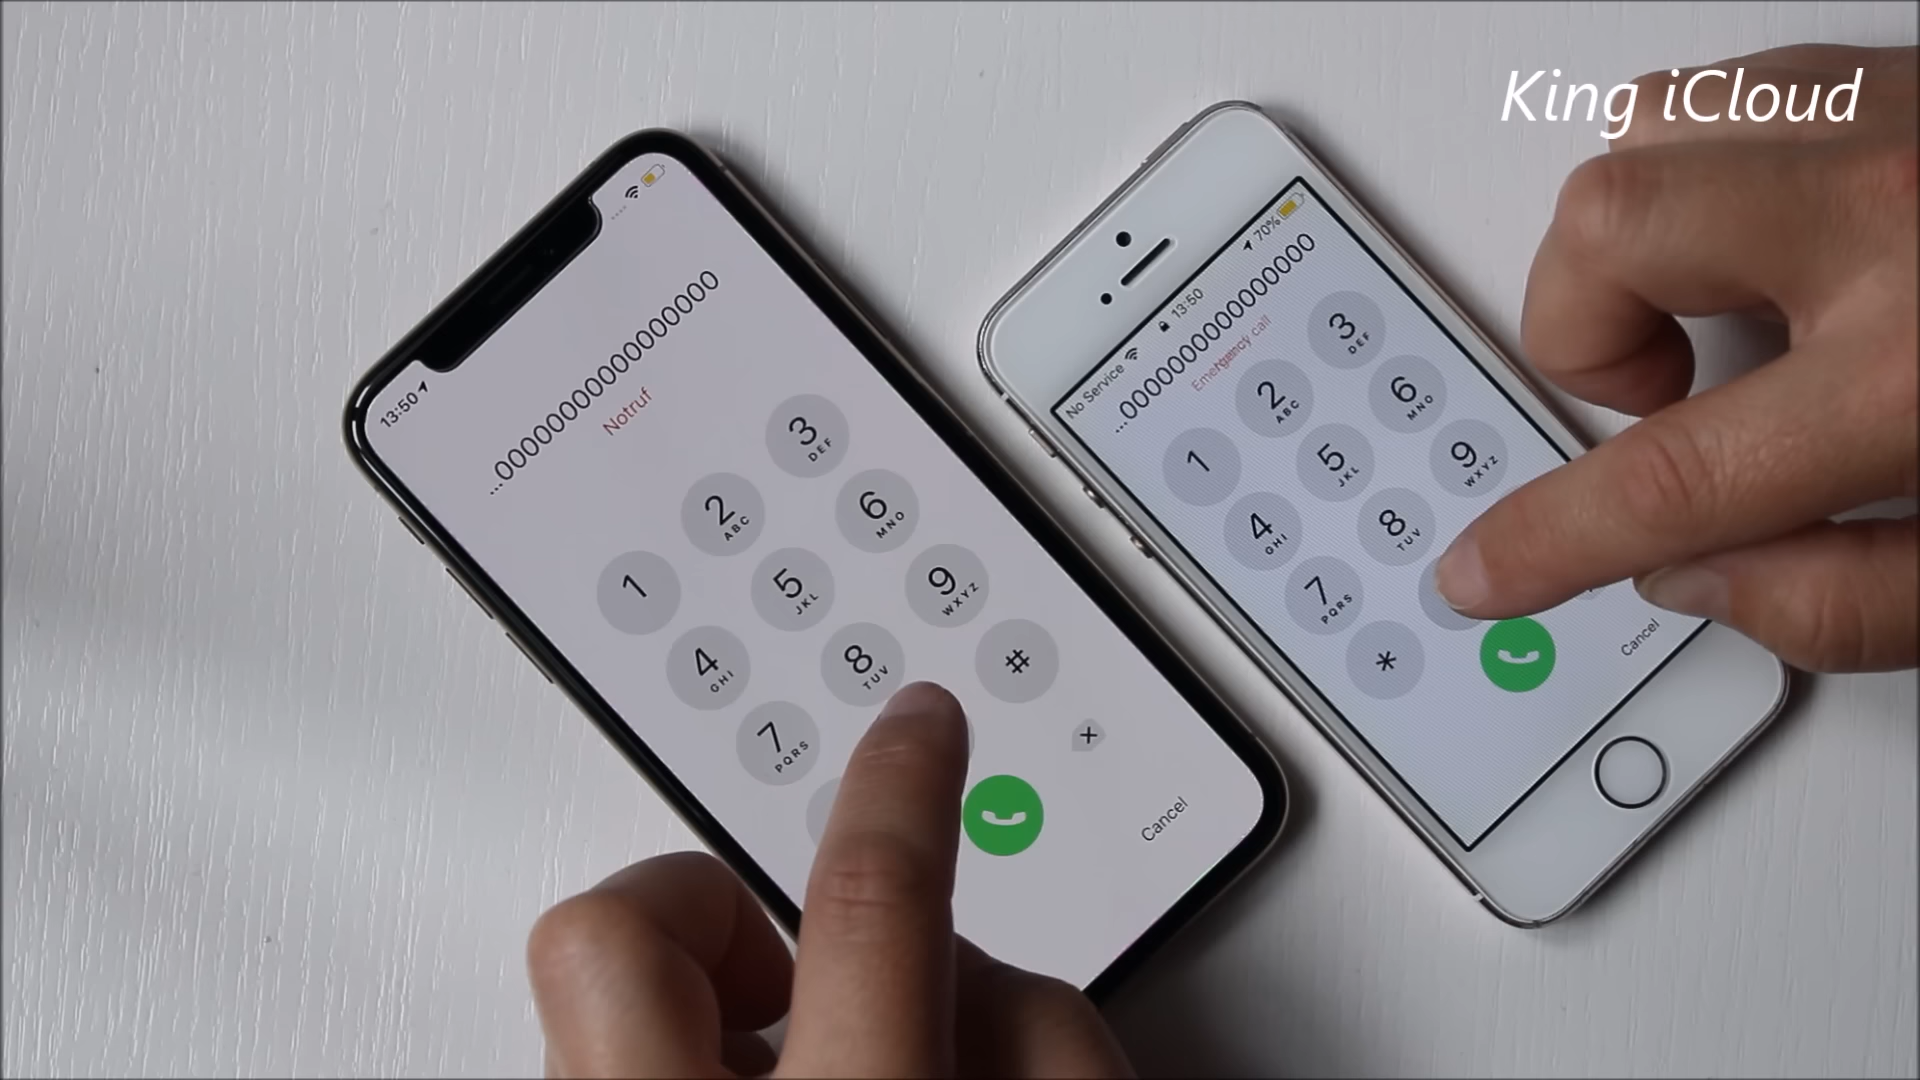 King iCloud
13:50
...00000000000000000
Notruf
1
2
ABC
3
DEF
4
GHI
5
JKL
6
MNO
7
PQRS
8
TUV
9
WXYZ
#
Cancel
No Service
13:50
70%
Emergency call
1
2
ABC
3
DEF
4
GHI
5
JKL
6
MNO
7
PQRS
8
TUV
9
WXYZ
*
Cancel